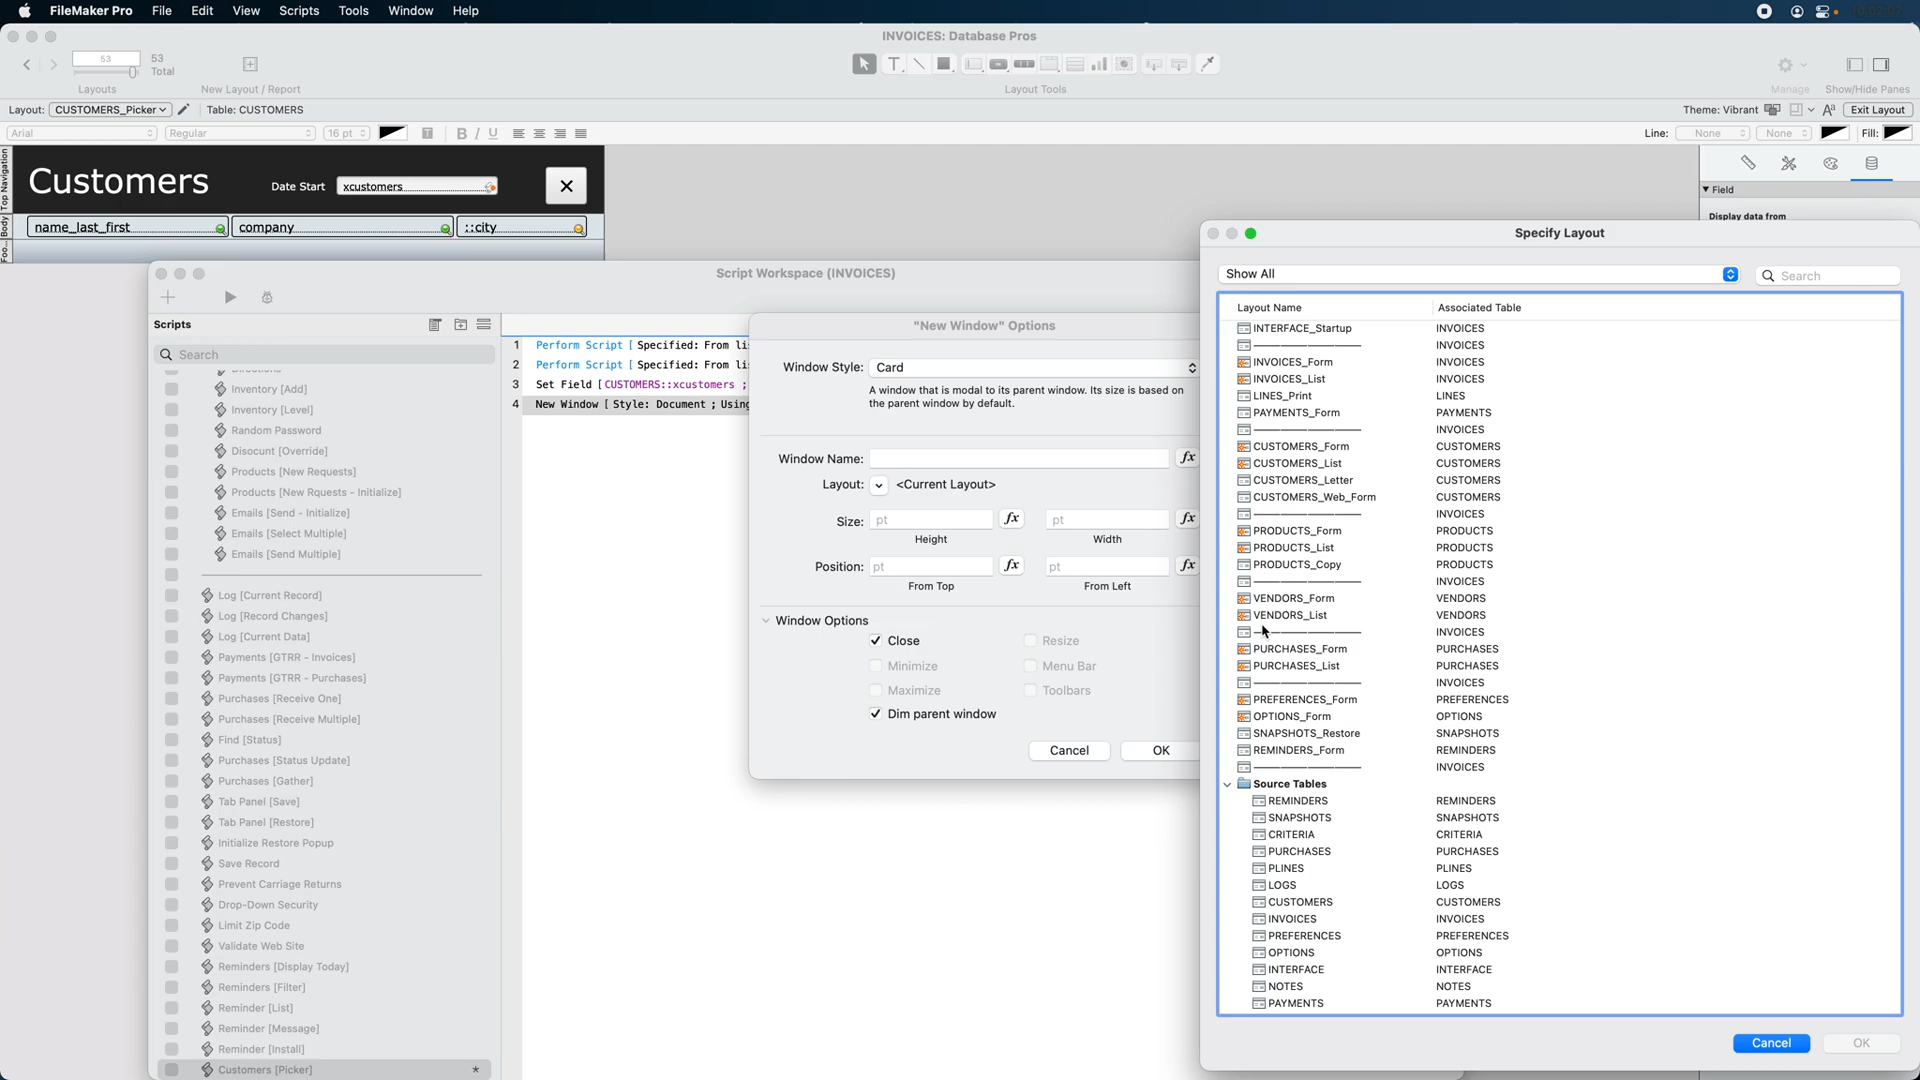 FileMaker Pro File Edit View Scripts Tools Window Help
INVOICES: Database Pros
53 53 Total
Layouts New Layout / Report Layout Tools Manage Show/Hide Panes
Layout: CUSTOMERS_Picker Table: CUSTOMERS Theme: Vibrant Aa Exit Layout
Arial Regular 16 pt T B I U Line: None None Fill:
Top Navigation
Customers Date Start xcustomers
Body
name_last_first company ::city
Foo...
Field
Display data from
Script Workspace (INVOICES)
Scripts
Search
Inventory [Add]
Inventory [Level]
Random Password
Disocunt [Override]
Products [New Requests]
Products [New Rquests - Initialize]
Emails [Send - Initialize]
Emails [Select Multiple]
Emails [Send Multiple]
Log [Current Record]
Log [Record Changes]
Log [Current Data]
Payments [GTRR - Invoices]
Payments [GTRR - Purchases]
Purchases [Receive One]
Purchases [Receive Multiple]
Find [Status]
Purchases [Status Update]
Purchases [Gather]
Tab Panel [Save]
Tab Panel [Restore]
Initialize Restore Popup
Save Record
Prevent Carriage Returns
Drop-Down Security
Limit Zip Code
Validate Web Site
Reminders [Display Today]
Reminders [Filter]
Reminder [List]
Reminder [Message]
Reminder [Install]
Customers [Picker] *
1 Perform Script [ Specified: From li
2 Perform Script [ Specified: From li
3 Set Field [ CUSTOMERS::xcustomers ;
4 New Window [ Style: Document ; Using
"New Window" Options
Window Style: Card
A window that is modal to its parent window. Its size is based on
the parent window by default.
Window Name: fx
Layout: <Current Layout>
Size: pt fx pt fx
Height Width
Position: pt fx pt fx
From Top From Left
Window Options
Close Resize
Minimize Menu Bar
Maximize Toolbars
Dim parent window
Cancel OK
Specify Layout
Show All Search
Layout Name Associated Table
INTERFACE_Startup INVOICES
INVOICES
INVOICES_Form INVOICES
INVOICES_List INVOICES
LINES_Print LINES
PAYMENTS_Form PAYMENTS
INVOICES
CUSTOMERS_Form CUSTOMERS
CUSTOMERS_List CUSTOMERS
CUSTOMERS_Letter CUSTOMERS
CUSTOMERS_Web_Form CUSTOMERS
INVOICES
PRODUCTS_Form PRODUCTS
PRODUCTS_List PRODUCTS
PRODUCTS_Copy PRODUCTS
INVOICES
VENDORS_Form VENDORS
VENDORS_List VENDORS
INVOICES
PURCHASES_Form PURCHASES
PURCHASES_List PURCHASES
INVOICES
PREFERENCES_Form PREFERENCES
OPTIONS_Form OPTIONS
SNAPSHOTS_Restore SNAPSHOTS
REMINDERS_Form REMINDERS
INVOICES
Source Tables
REMINDERS REMINDERS
SNAPSHOTS SNAPSHOTS
CRITERIA CRITERIA
PURCHASES PURCHASES
PLINES PLINES
LOGS LOGS
CUSTOMERS CUSTOMERS
INVOICES INVOICES
PREFERENCES PREFERENCES
OPTIONS OPTIONS
INTERFACE INTERFACE
NOTES NOTES
PAYMENTS PAYMENTS
Cancel OK